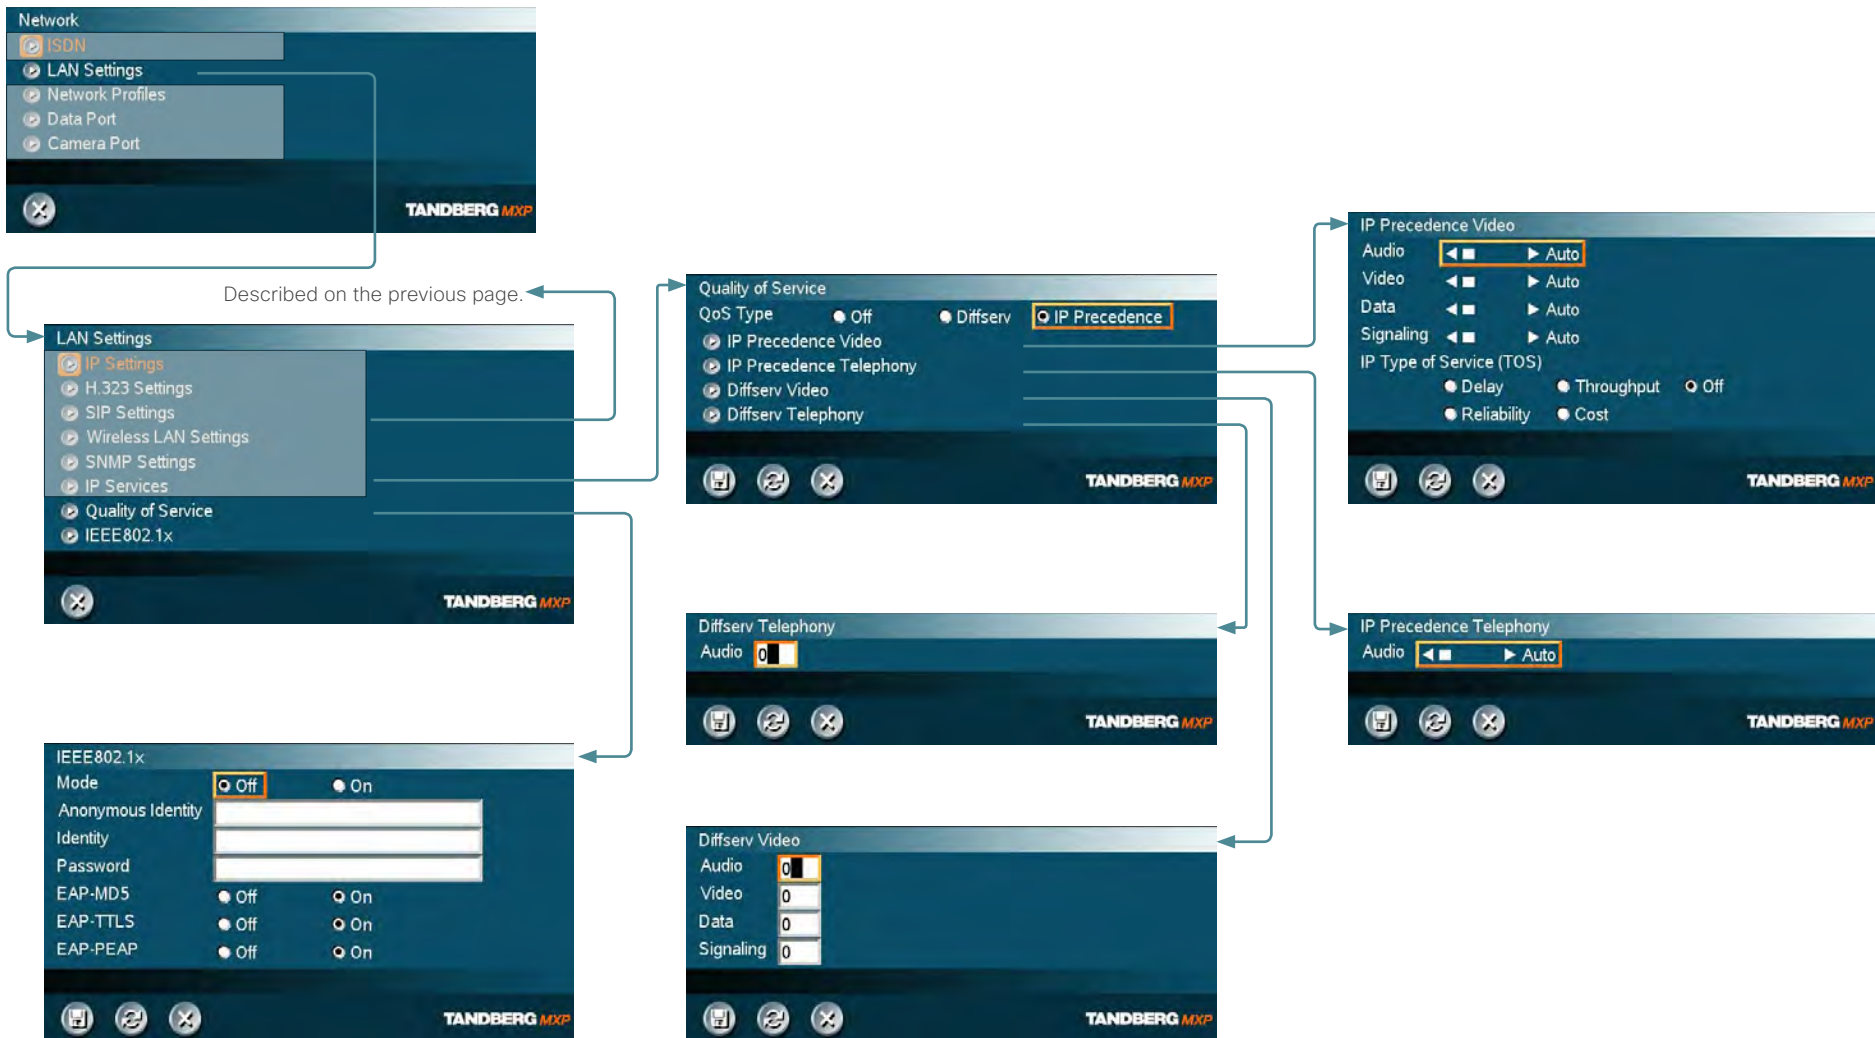 Network
ISDN
LAN Settings
Network Profiles
Data Port
Camera Port
TANDBERG MXP
Described on the previous page.
LAN Settings
IP Settings
H.323 Settings
SIP Settings
Wireless LAN Settings
SNMP Settings
IP Services
Quality of Service
IEEE802.1x
TANDBERG MXP
Quality of Service
QoS Type Off Diffserv IP Precedence
IP Precedence Video
IP Precedence Telephony
Diffserv Video
Diffserv Telephony
TANDBERG MXP
IP Precedence Video
Audio Auto
Video Auto
Data Auto
Signaling Auto
IP Type of Service (TOS)
Delay Throughput Off
Reliability Cost
TANDBERG MXP
Diffserv Telephony
Audio 0
TANDBERG MXP
IP Precedence Telephony
Audio Auto
TANDBERG MXP
IEEE802.1x
Mode Off On
Anonymous Identity
Identity
Password
EAP-MD5 Off On
EAP-TTLS Off On
EAP-PEAP Off On
TANDBERG MXP
Diffserv Video
Audio 0
Video 0
Data 0
Signaling 0
TANDBERG MXP